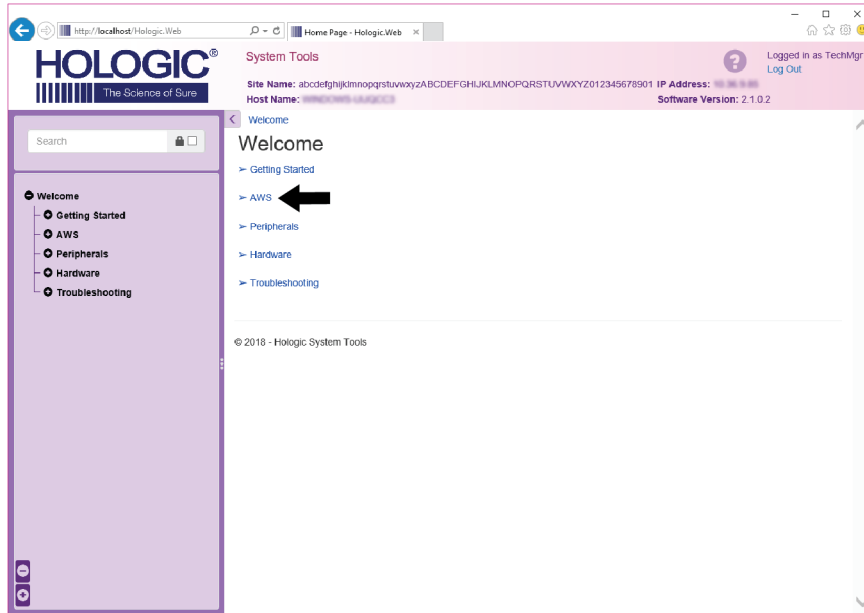 http://localhost/Hologic.Web
Home Page - Hologic.Web
HOLOGIC®
The Science of Sure
System Tools
Logged in as TechMgr
Log Out
Site Name: abcdefghijklmnopqrstuvwxyzABCDEFGHIJKLMNOPQRSTUVWXYZ012345678901 IP Address:
Host Name: Software Version: 2.1.0.2
Search
Welcome
Getting Started
AWS
Peripherals
Hardware
Troubleshooting
Welcome
Welcome
➢ Getting Started
➢ AWS
➢ Peripherals
➢ Hardware
➢ Troubleshooting
© 2018 - Hologic System Tools